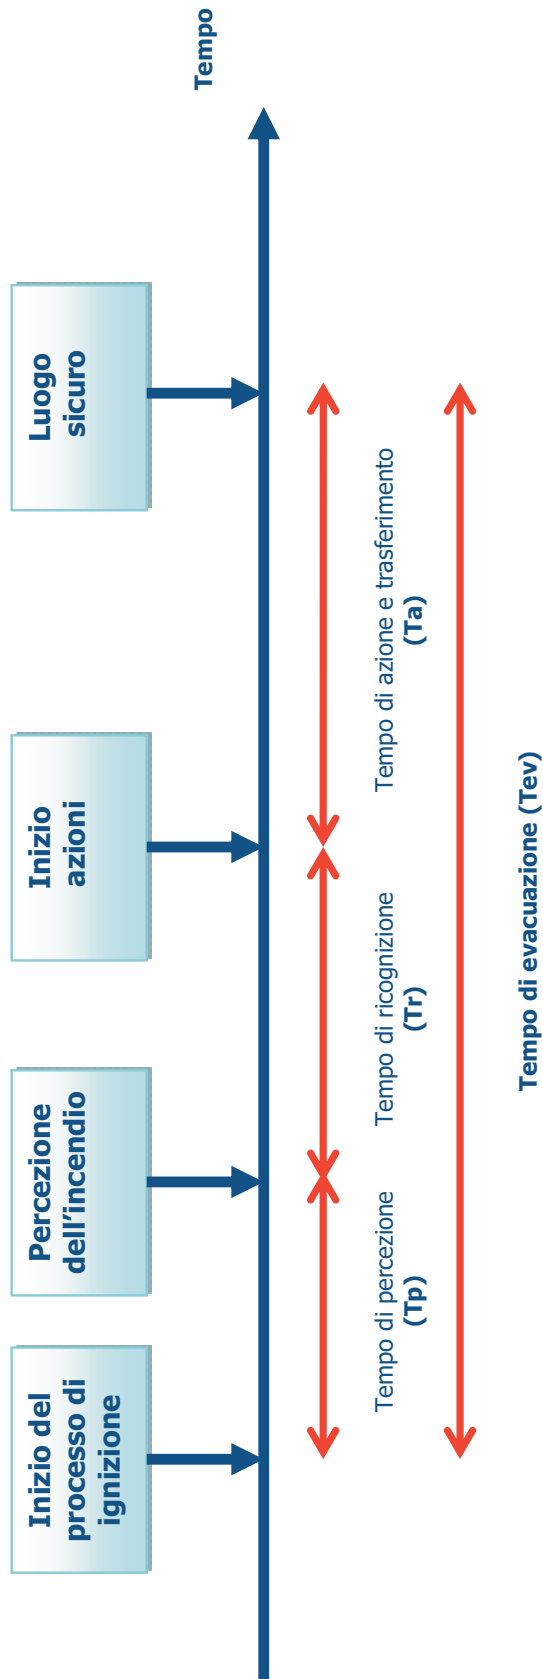 Inizio del
processo di
ignizione
Percezione
dell'incendio
Inizio
azioni
Luogo
sicuro
Tempo
Tempo di percezione
(Tp)
Tempo di ricognizione
(Tr)
Tempo di azione e trasferimento
(Ta)
Tempo di evacuazione (Tev)